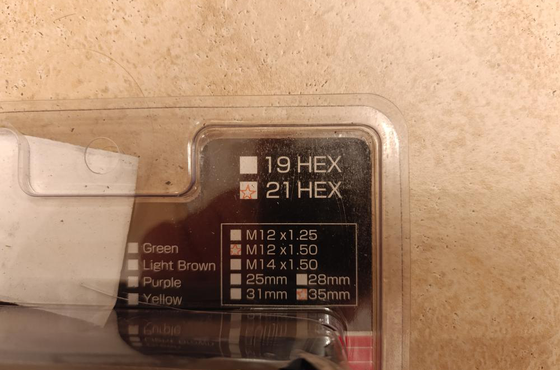 19 HEX
21 HEX
M12 x1.25
M12 x1.50
M14 x1.50
25mm 28mm
31mm 35mm
Green
Light Brown
Purple
Yellow